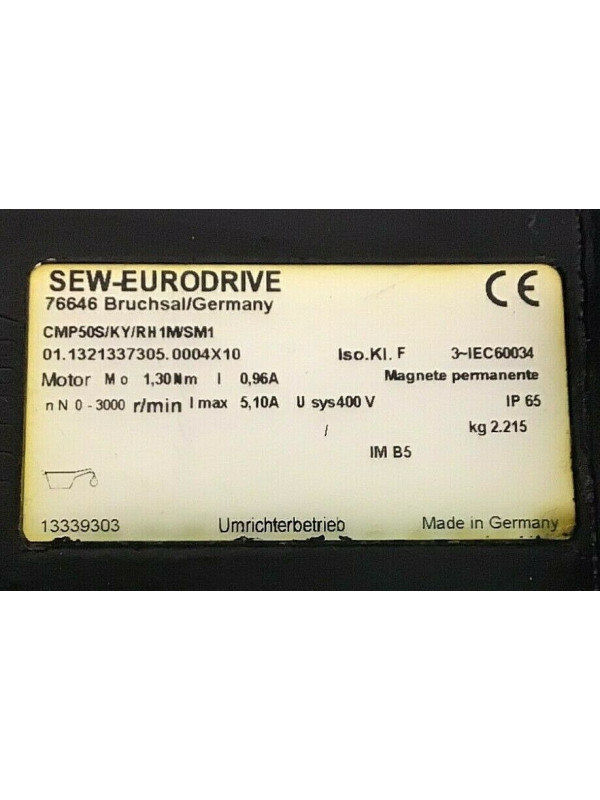 SEW-EURODRIVE CE
76646 Bruchsal/Germany
CMP50S/KY/RH1M/SM1
01.1321337305.0004X10 Iso.Kl. F 3~IEC60034
Motor Mo 1,30Nm I 0,96A Magnete permanente
nN 0 - 3000 r/min I max 5,10A U sys400 V IP 65
/ kg 2.215
IM B5
13339303 Umrichterbetrieb Made in Germany